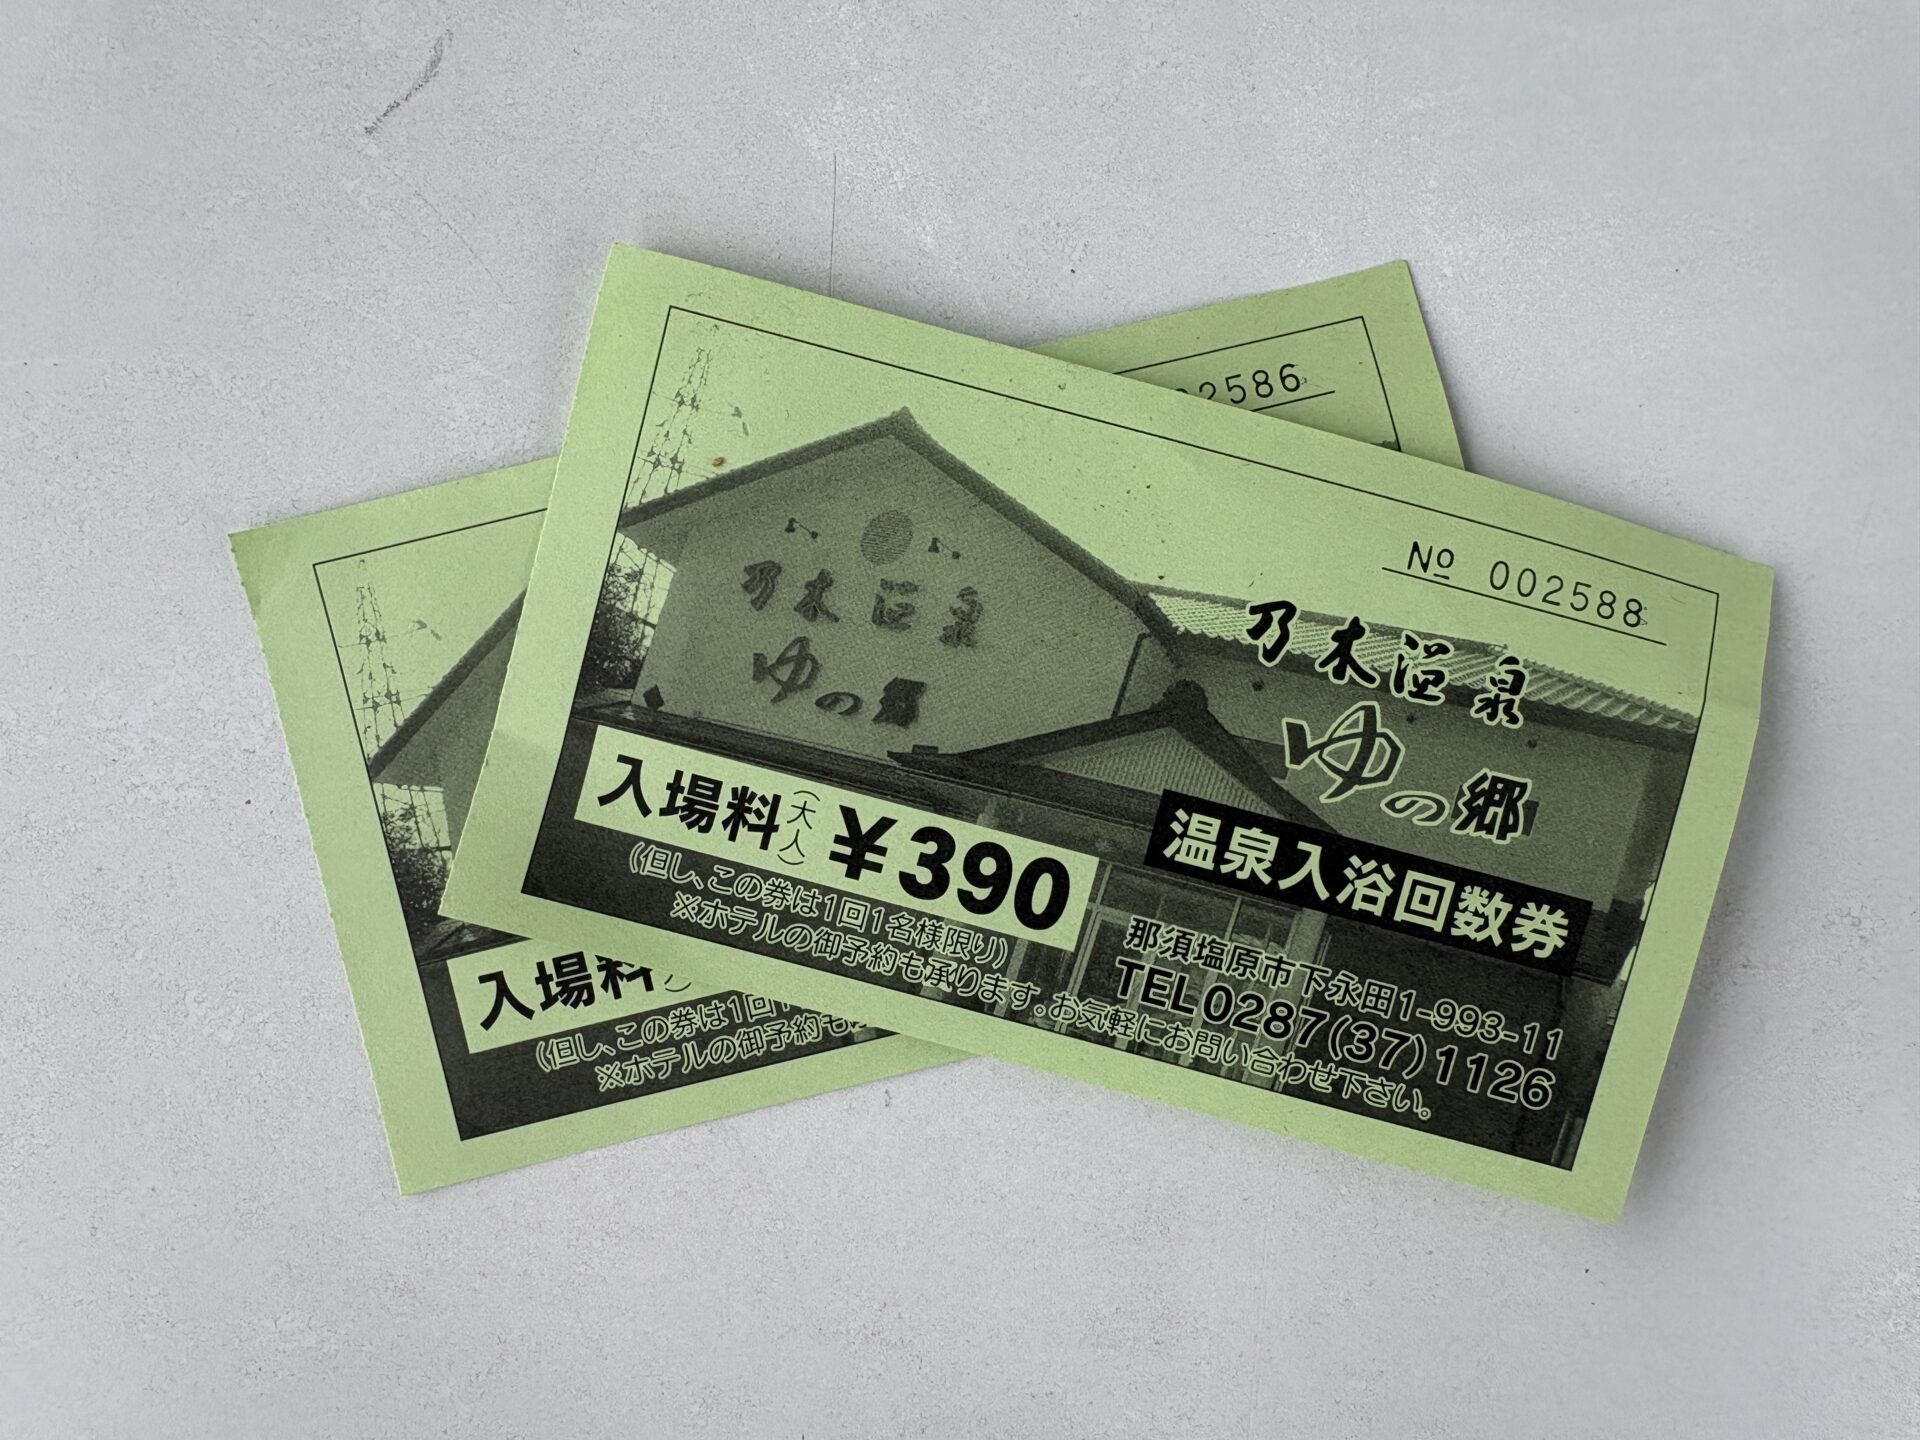 乃木温泉
ゆの郷
№ 002588
乃木温泉
ゆの郷
温泉入浴回数券
入場料(大人)¥390
(但し、この券は1回1名様限り)
那須塩原市下永田1-993-11
TEL0287(37)1126
※ホテルの御予約も承ります。お気軽にお問い合わせ下さい。
2586
入場料
(但し、この券は1回
※ホテルの御予約も